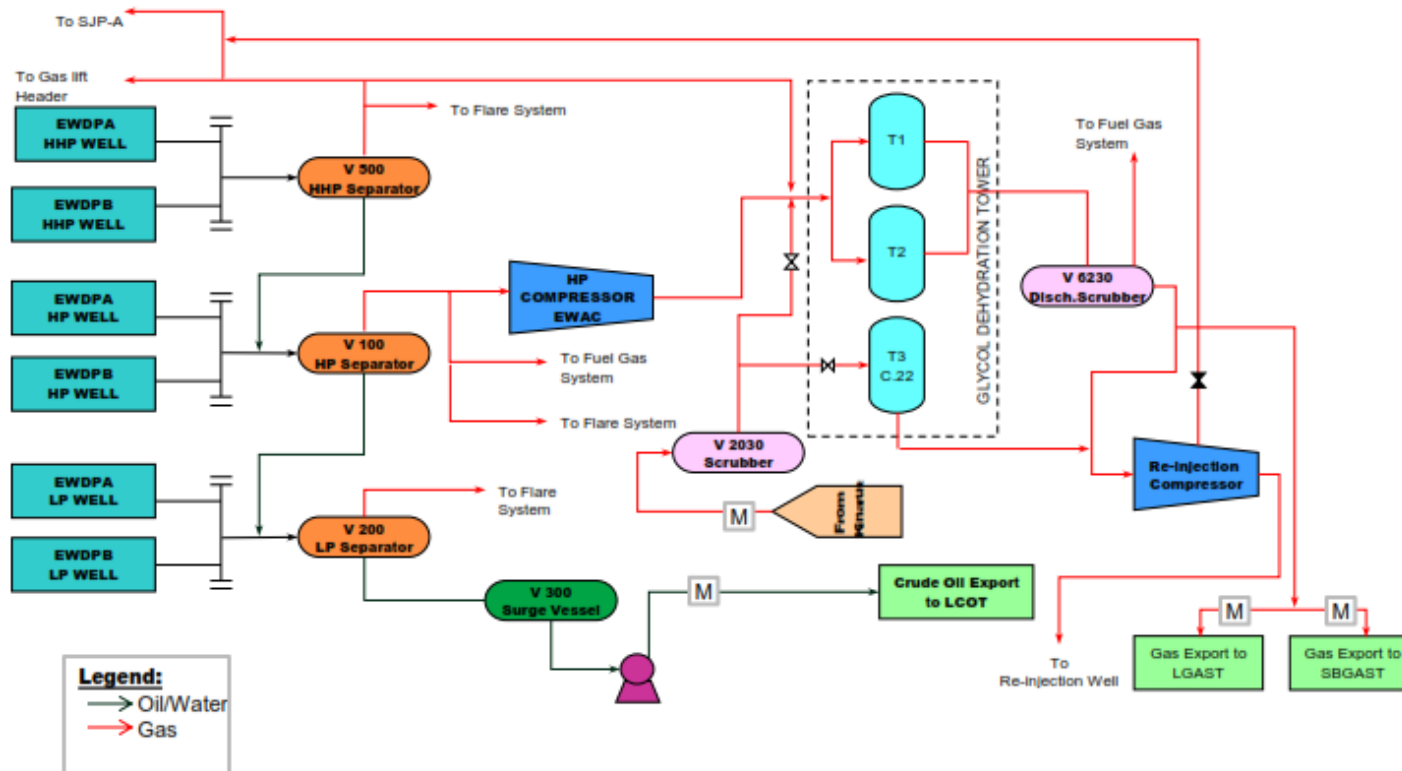 To SJP-A
To Gas lift
Header
To Flare System
EWDPA
HHP WELL
EWDPB
HHP WELL
V 500
HHP Separator
T1
T2
T3
C.22
GLYCOL DEHYDRATION TOWER
To Fuel Gas
System
V 6230
Disch.Scrubber
HP
COMPRESSOR
EWAC
EWDPA
HP WELL
EWDPB
HP WELL
V 100
HP Separator
To Fuel Gas
System
To Flare System
V 2030
Scrubber
Re-injection
Compressor
EWDPA
LP WELL
EWDPB
LP WELL
V 200
LP Separator
To Flare
System
M
From
V 300
Surge Vessel
M
Crude Oil Export
to LCOT
M
M
To
Re-injection Well
Gas Export to
LGAST
Gas Export to
SBGAST
Legend:
Oil/Water
Gas